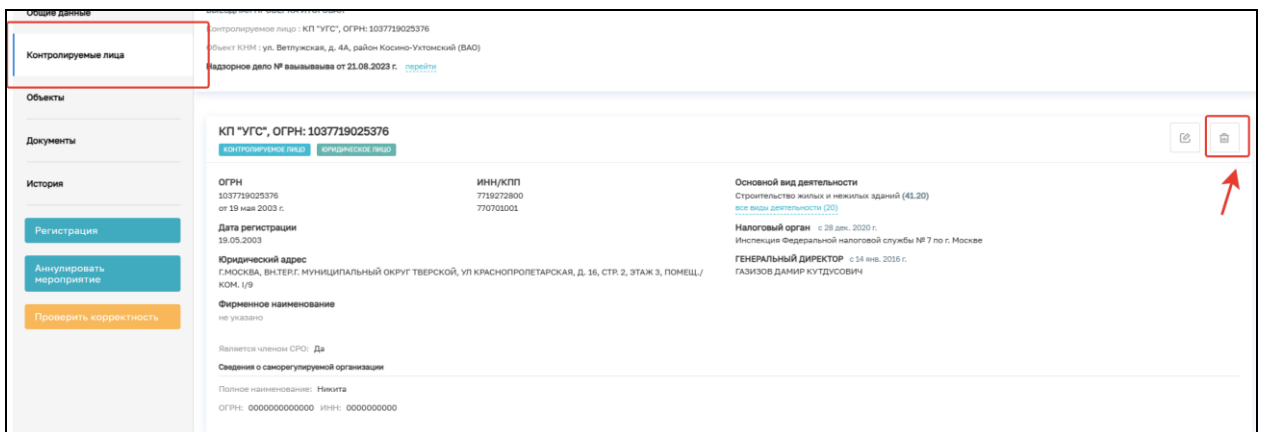 Общие данные
ВЫЕЗДНАЯ ПРОВЕРКА ИТОГОВАЯ
Контролируемое лицо : КП "УГС", ОГРН: 1037719025376
Контролируемые лица
Объект КНМ : ул. Ветлужская, д. 4А, район Косино-Ухтомский (ВАО)
Надзорное дело № ваываываыва от 21.08.2023 г. перейти
Объекты
Документы
История
Регистрация
Аннулировать
мероприятие
Проверить корректность
КП "УГС", ОГРН: 1037719025376
КОНТРОЛИРУЕМОЕ ЛИЦО ЮРИДИЧЕСКОЕ ЛИЦО
ОГРН
1037719025376
от 19 мая 2003 г.
Дата регистрации
19.05.2003
Юридический адрес
Г.МОСКВА, ВН.ТЕР.Г. МУНИЦИПАЛЬНЫЙ ОКРУГ ТВЕРСКОЙ, УЛ КРАСНОПРОЛЕТАРСКАЯ, Д. 16, СТР. 2, ЭТАЖ 3, ПОМЕЩ./
КОМ. I/9
Фирменное наименование
не указано
ИНН/КПП
7719272800
770701001
Основной вид деятельности
Строительство жилых и нежилых зданий (41.20)
все виды деятельности (20)
Налоговый орган с 28 дек. 2020 г.
Инспекция Федеральной налоговой службы № 7 по г. Москве
ГЕНЕРАЛЬНЫЙ ДИРЕКТОР с 14 янв. 2016 г.
ГАЗИЗОВ ДАМИР КУТДУСОВИЧ
Является членом СРО: Да
Сведения о саморегулируемой организации
Полное наименование: Никита
ОГРН: 0000000000000 ИНН: 0000000000